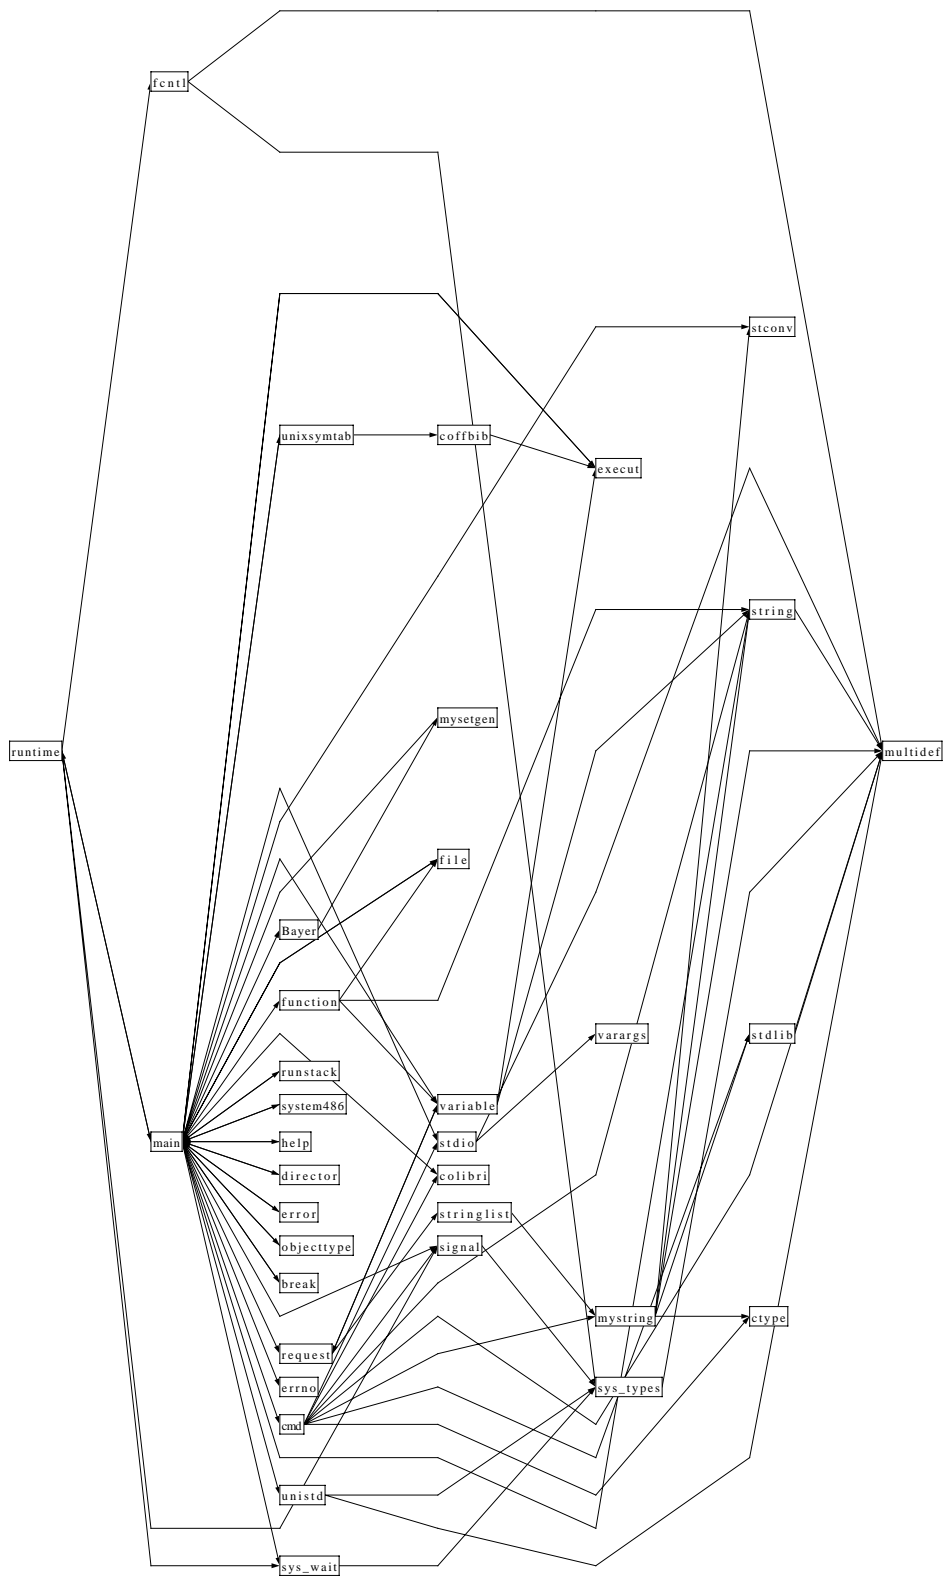 fcntl
stconv
unixsymtab
coffbib
execut
string
mysetgen
runtime
multidef
file
Bayer
function
varargs
stdlib
runstack
system486
variable
main
help
stdio
director
colibri
error
stringlist
objecttype
signal
break
mystring
ctype
request
errno
sys_types
cmd
unistd
sys_wait